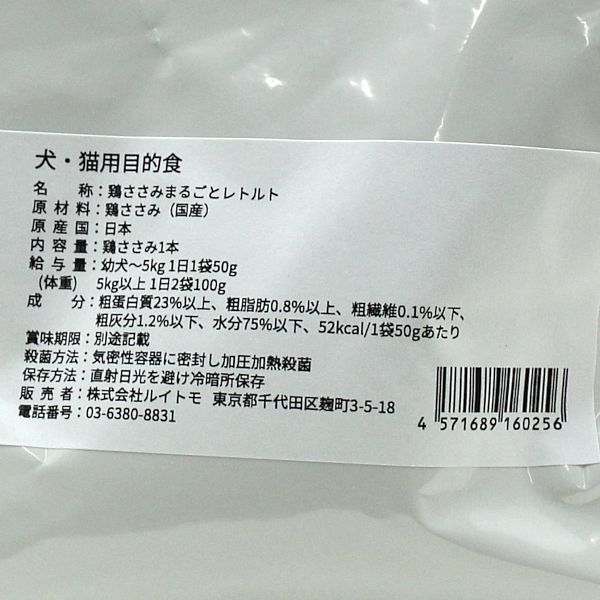 犬・猫用目的食
名　　称：鶏ささみまるごとレトルト
原 材 料：鶏ささみ（国産）
原 産 国：日本
内 容 量：鶏ささみ1本
給 与 量：幼犬～5kg 1日1袋50g
(体重)　5kg以上 1日2袋100g
成　　分：粗蛋白質23%以上、粗脂肪0.8%以上、粗繊維0.1%以下、
粗灰分1.2%以下、水分75%以下、52kcal/1袋50gあたり
賞味期限：別途記載
殺菌方法：気密性容器に密封し加圧加熱殺菌
保存方法：直射日光を避け冷暗所保存
販 売 者：株式会社ルイトモ 東京都千代田区麹町3-5-18
電話番号：03-6380-8831
4 571689 160256